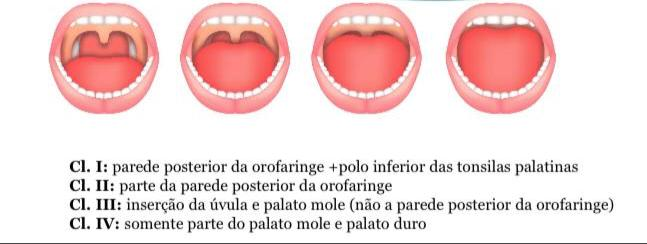 Cl. I: parede posterior da orofaringe +polo inferior das tonsilas palatinas
Cl. II: parte da parede posterior da orofaringe
Cl. III: inserção da úvula e palato mole (não a parede posterior da orofaringe)
Cl. IV: somente parte do palato mole e palato duro